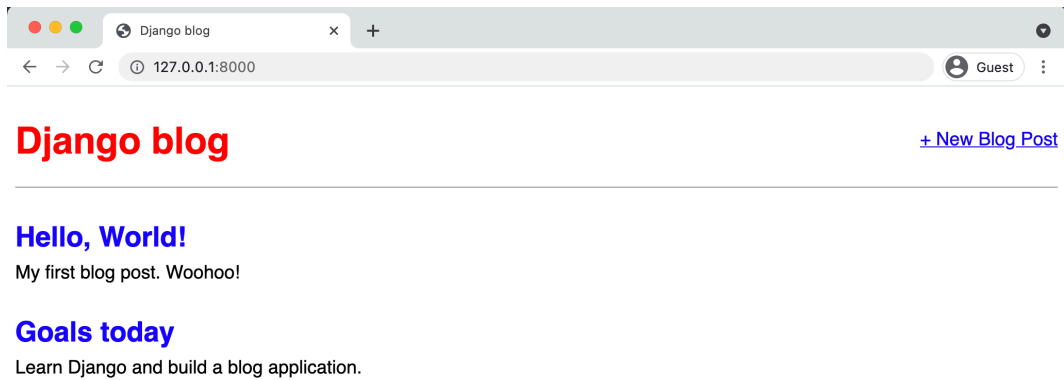 Django blog
127.0.0.1:8000
Guest
Django blog
+ New Blog Post
Hello, World!
My first blog post. Woohoo!
Goals today
Learn Django and build a blog application.